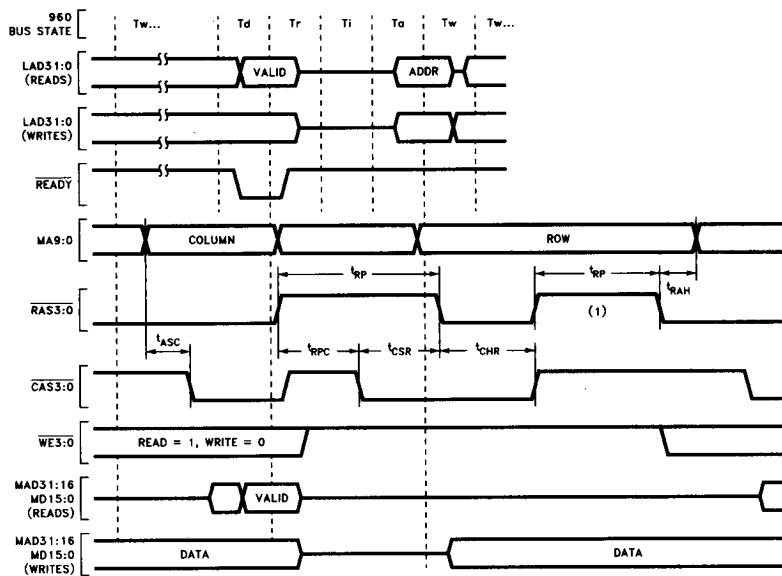 960
BUS STATE
Tw... Td Tr Ti Ta Tw Tw...
LAD31:0
(READS)
VALID ADDR
LAD31:0
(WRITES)
READY
MA9:0
COLUMN ROW
tRP tRP
tRAH
RAS3:0
(1)
tASC tRPC tCSR tCHR
CAS3:0
WE3:0
READ = 1, WRITE = 0
MAD31:16
MD15:0
(READS)
VALID
MAD31:16
MD15:0
(WRITES)
DATA DATA